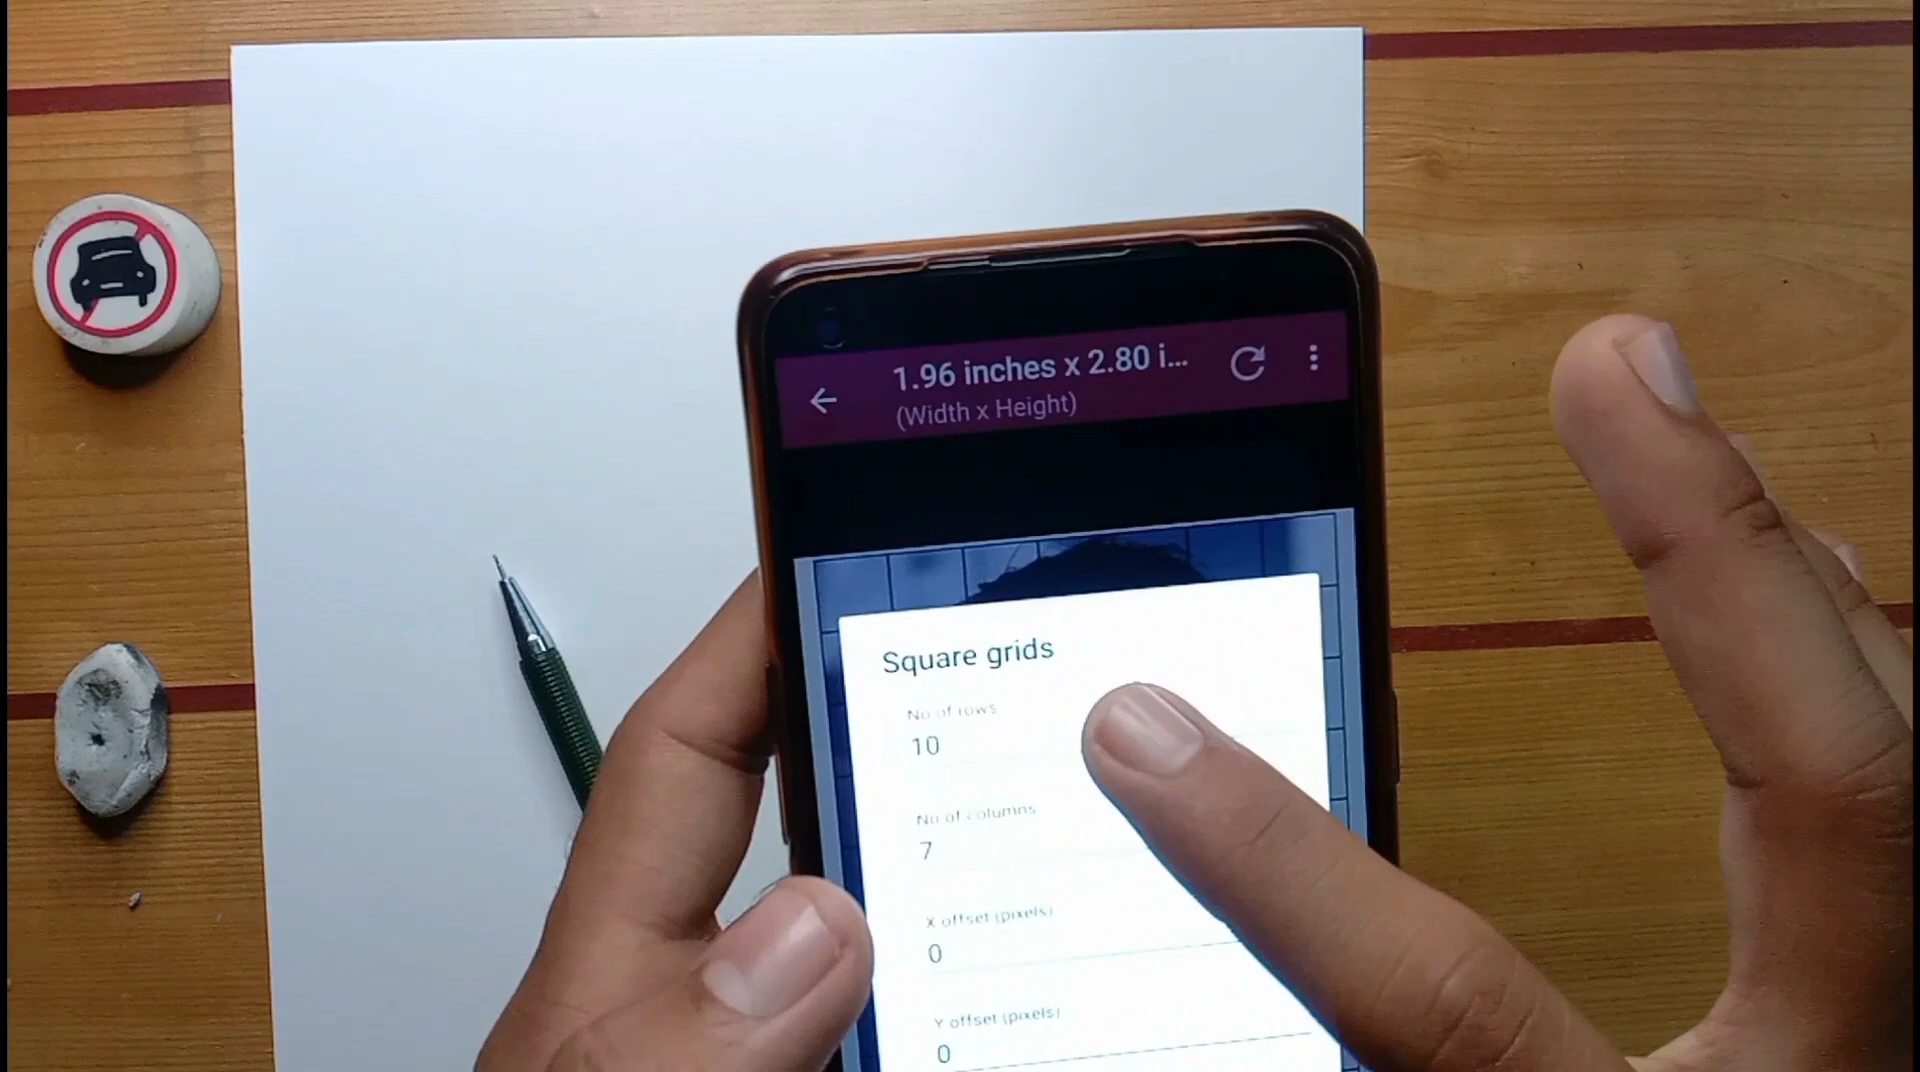 1.96 inches x 2.80 i...
(Width x Height)
Square grids
No of rows
10
No of columns
7
X offset (pixels)
0
Y offset (pixels)
0